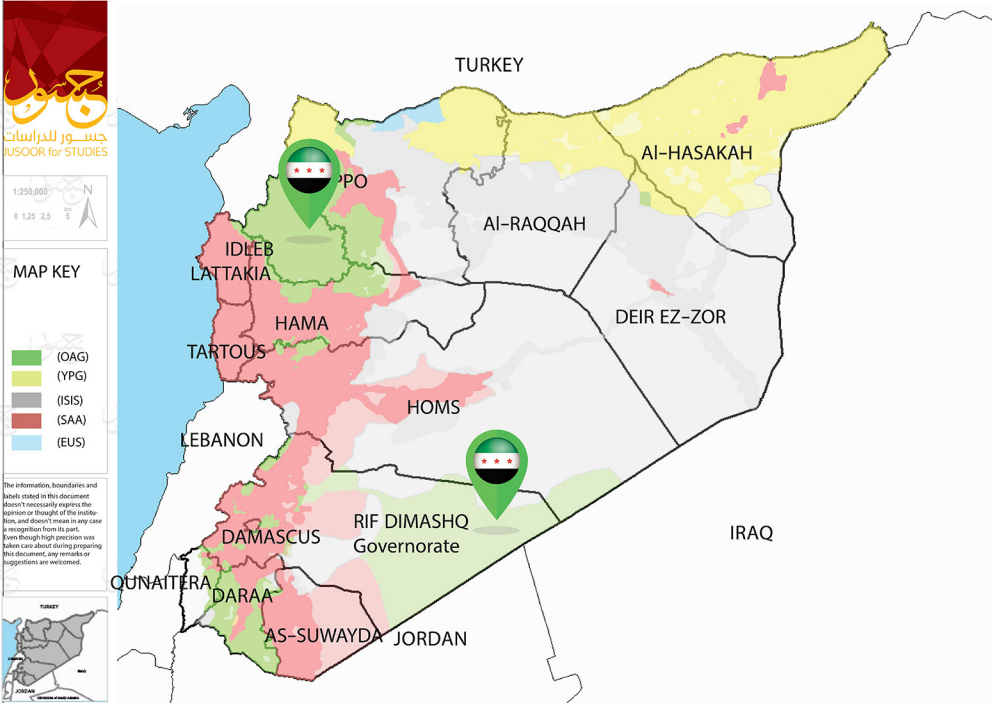 جسور
جســور للدراسات
JUSOOR for STUDIES
1:250,000
N
0 1,25 2,5 5
km
MAP KEY
(OAG)
(YPG)
(ISIS)
(SAA)
(EUS)
The information, boundaries and
labels stated in this document
doesn't necessarily express the
opinion or thought of the institu-
tion, and doesn't mean in any case
a recognition from its part.
Even though high precision was
taken care about during preparing
this document, any remarks or
suggestions are welcomed.
TURKEY
IRAQ
JORDAN
TURKEY
Al-HASAKAH
PPO
Al-RAQQAH
IDLEB
LATTAKIA
DEIR EZ-ZOR
HAMA
TARTOUS
HOMS
LEBANON
RIF DIMASHQ
Governorate
DAMASCUS
IRAQ
QUNAITERA
DARAA
AS-SUWAYDA
JORDAN